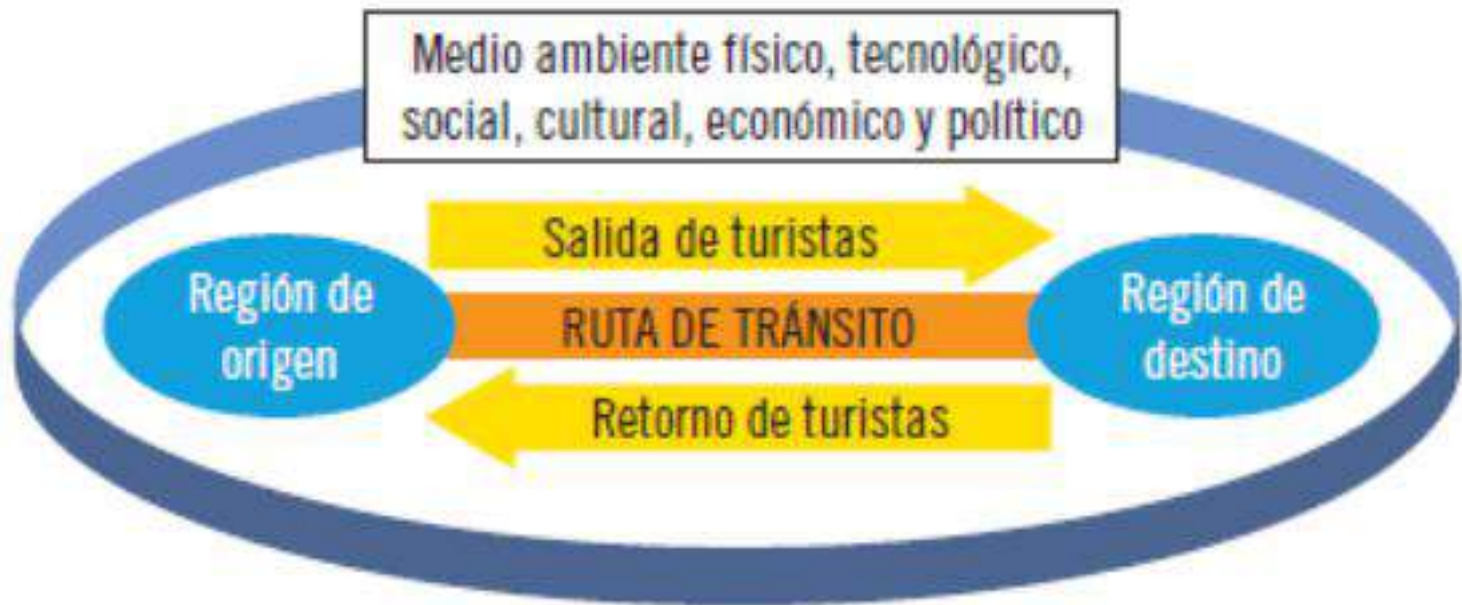 Medio ambiente físico, tecnológico,
social, cultural, económico y político
Salida de turistas
Región de
origen
RUTA DE TRÁNSITO
Región de
destino
Retorno de turistas